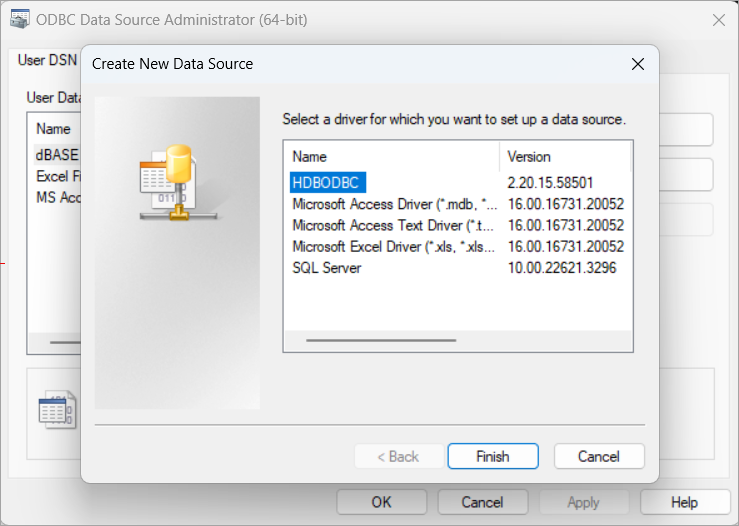 ODBC Data Source Administrator (64-bit)
User DSN
User Data
Name
dBASE
Excel Fi
MS Acc
Create New Data Source
Select a driver for which you want to set up a data source.
Name Version
HDBODBC 2.20.15.58501
Microsoft Access Driver (*.mdb, *... 16.00.16731.20052
Microsoft Access Text Driver (*.t... 16.00.16731.20052
Microsoft Excel Driver (*.xls, *.xls... 16.00.16731.20052
SQL Server 10.00.22621.3296
< Back Finish Cancel
OK Cancel Apply Help